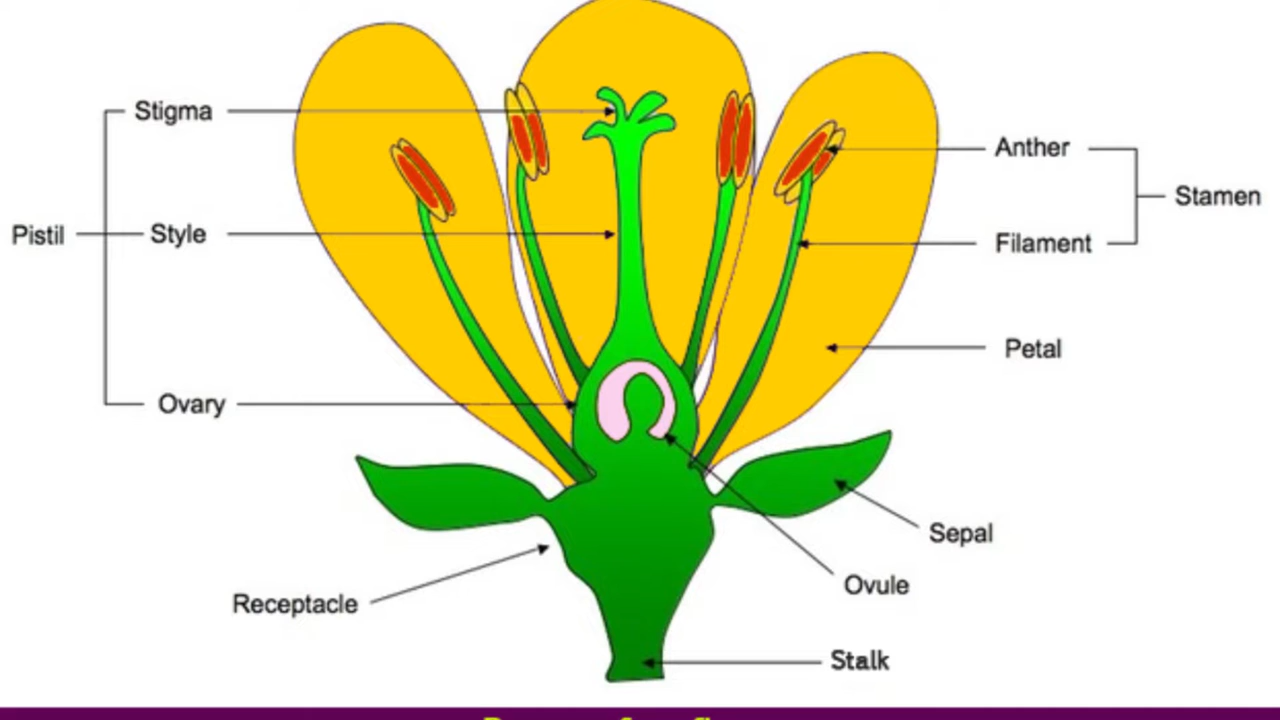 Stigma
Anther
Stamen
Pistil
Style
Filament
Petal
Ovary
Sepal
Ovule
Receptacle
Stalk